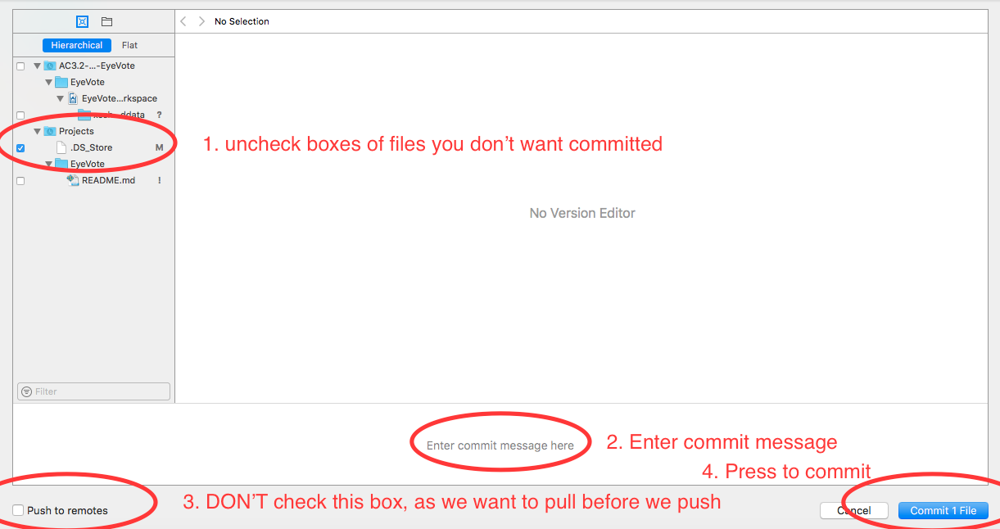 No Selection
Hierarchical Flat
AC3.2-...-EyeVote
EyeVote
EyeVote...rkspace
ddata ?
Projects
.DS_Store M
1. uncheck boxes of files you don’t want committed
EyeVote
README.md !
No Version Editor
Filter
Enter commit message here
2. Enter commit message
4. Press to commit
3. DON’T check this box, as we want to pull before we push
Push to remotes
Cancel
Commit 1 File